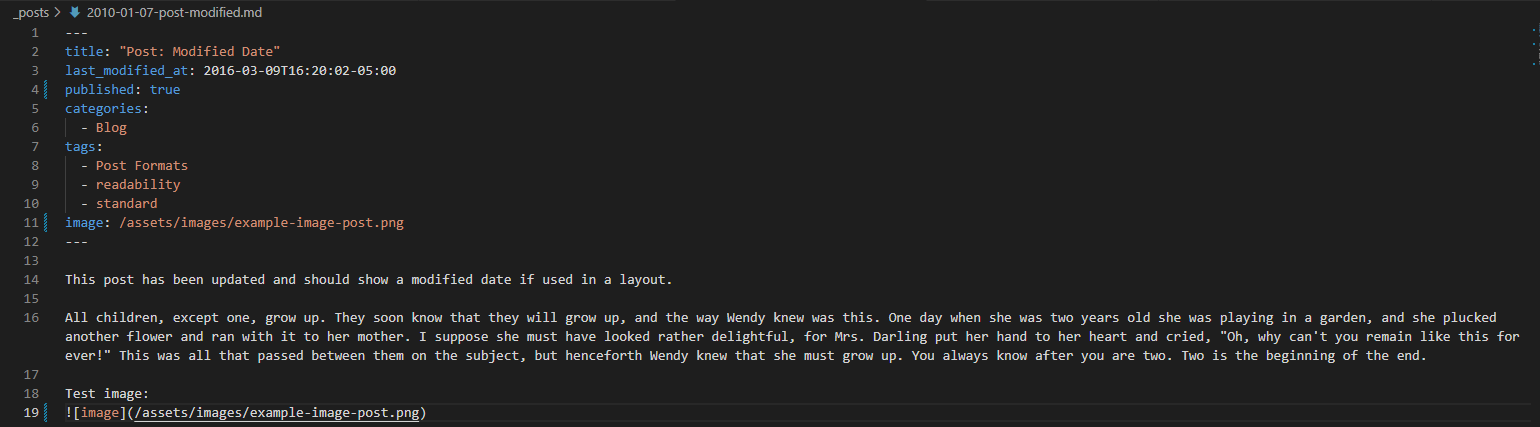 _posts > 2010-01-07-post-modified.md
1 ---
2 title: "Post: Modified Date"
3 last_modified_at: 2016-03-09T16:20:02-05:00
4 published: true
5 categories:
6 - Blog
7 tags:
8 - Post Formats
9 - readability
10 - standard
11 image: /assets/images/example-image-post.png
12 ---
13
14 This post has been updated and should show a modified date if used in a layout.
15
16 All children, except one, grow up. They soon know that they will grow up, and the way Wendy knew was this. One day when she was two years old she was playing in a garden, and she plucked
another flower and ran with it to her mother. I suppose she must have looked rather delightful, for Mrs. Darling put her hand to her heart and cried, "Oh, why can't you remain like this for
ever!" This was all that passed between them on the subject, but henceforth Wendy knew that she must grow up. You always know after you are two. Two is the beginning of the end.
17
18 Test image:
19 ![image](/assets/images/example-image-post.png)